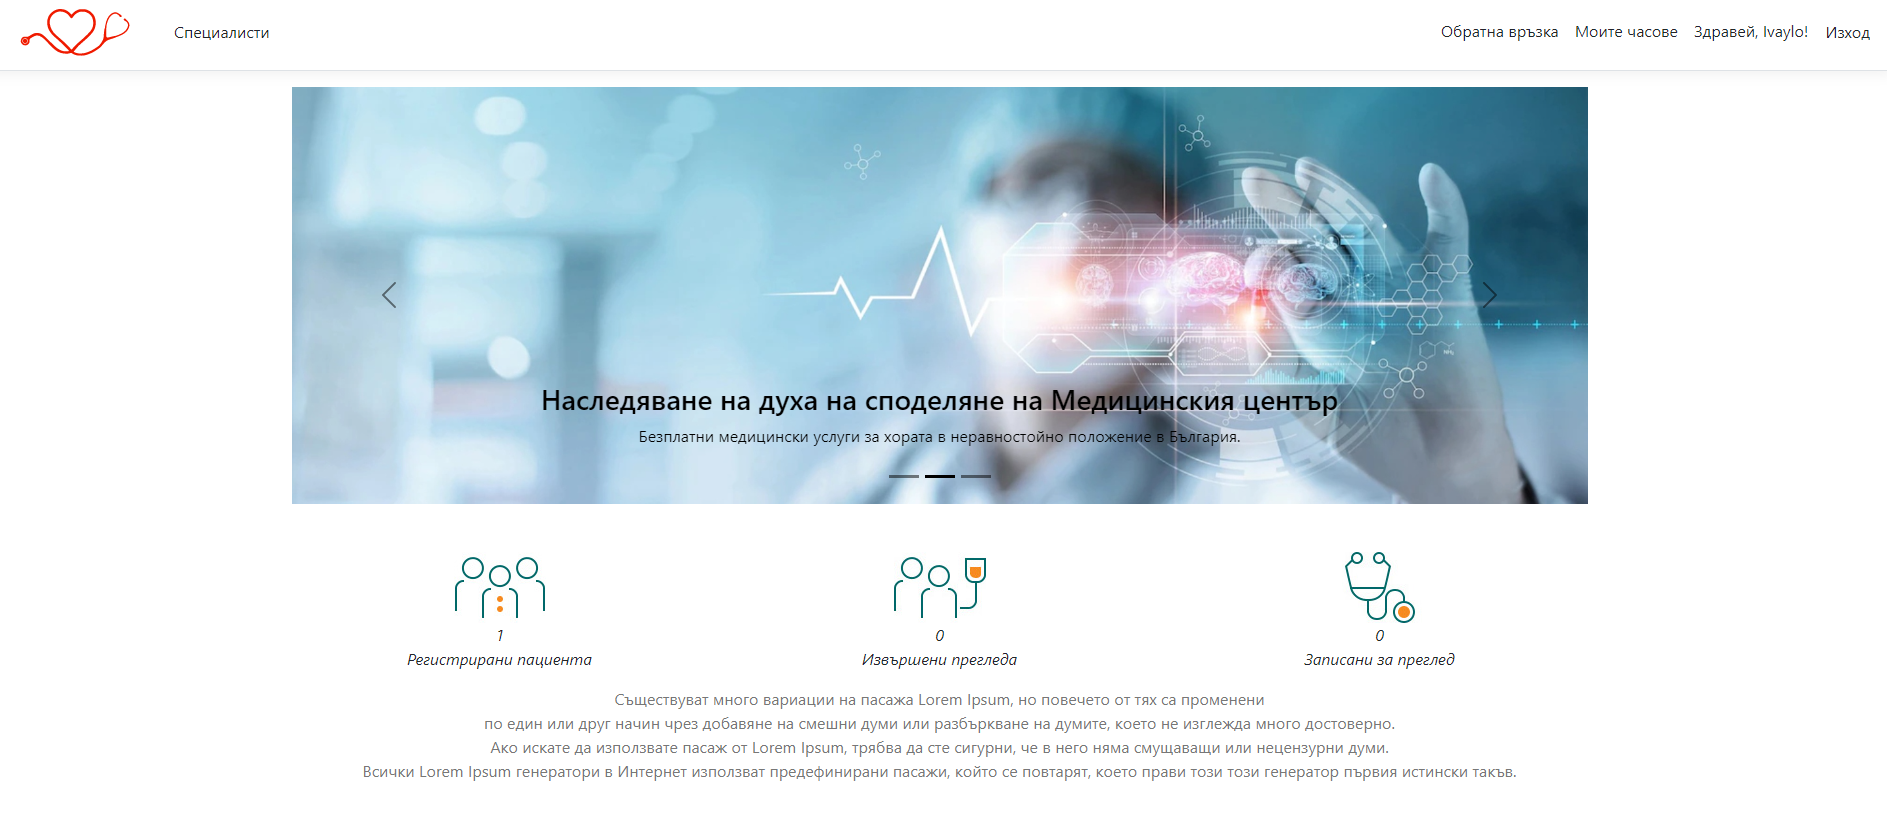 Специалисти
Обратна връзка
Моите часове
Здравей, Ivaylo!
Изход
Наследяване на духа на споделяне на Медицинския център
Безплатни медицински услуги за хората в неравностойно положение в България.
1
Регистрирани пациента
0
Извършени прегледа
0
Записани за преглед
Съществуват много вариации на пасажа Lorem Ipsum, но повечето от тях са променени
по един или друг начин чрез добавяне на смешни думи или разбъркване на думите, което не изглежда много достоверно.
Ако искате да използвате пасаж от Lorem Ipsum, трябва да сте сигурни, че в него няма смущаващи или нецензурни думи.
Всички Lorem Ipsum генератори в Интернет използват предефинирани пасажи, който се повтарят, което прави този този генератор първия истински такъв.